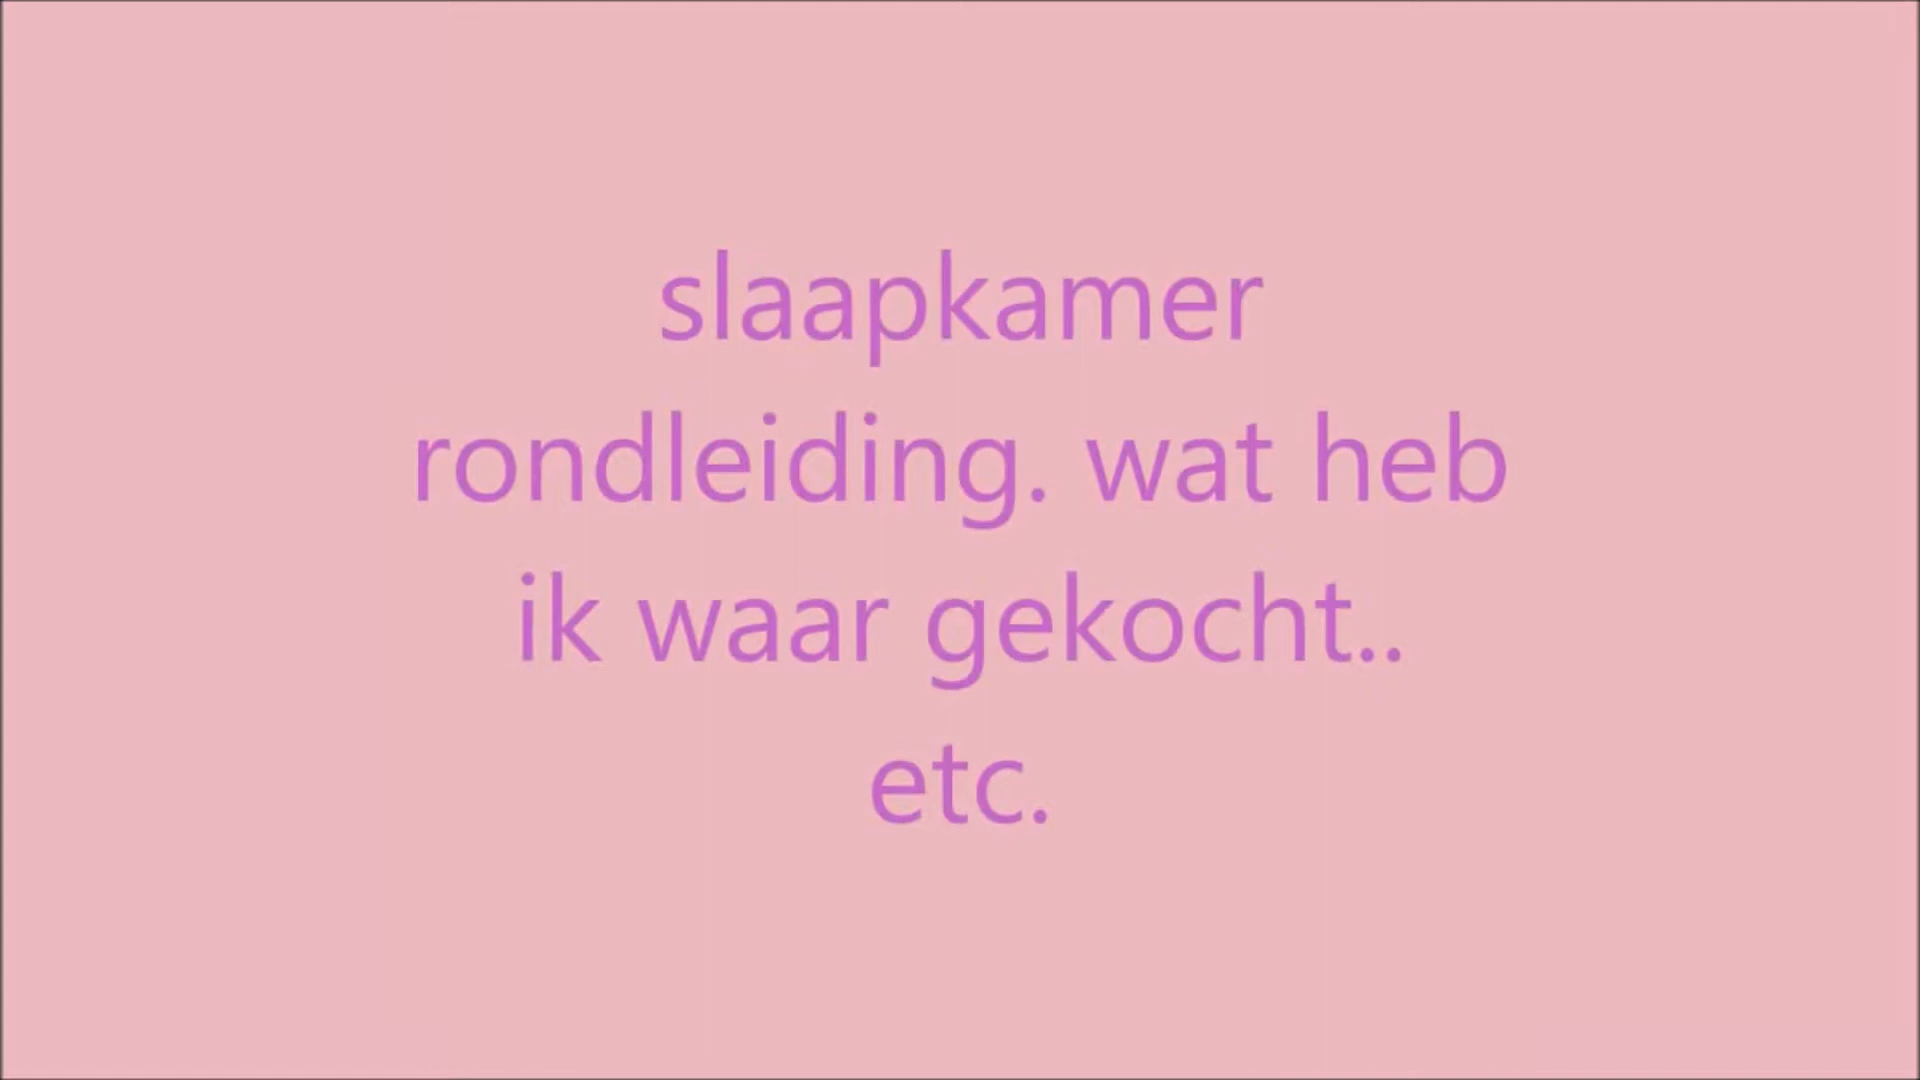 slaapkamer
rondleiding. wat heb
ik waar gekocht..
etc.